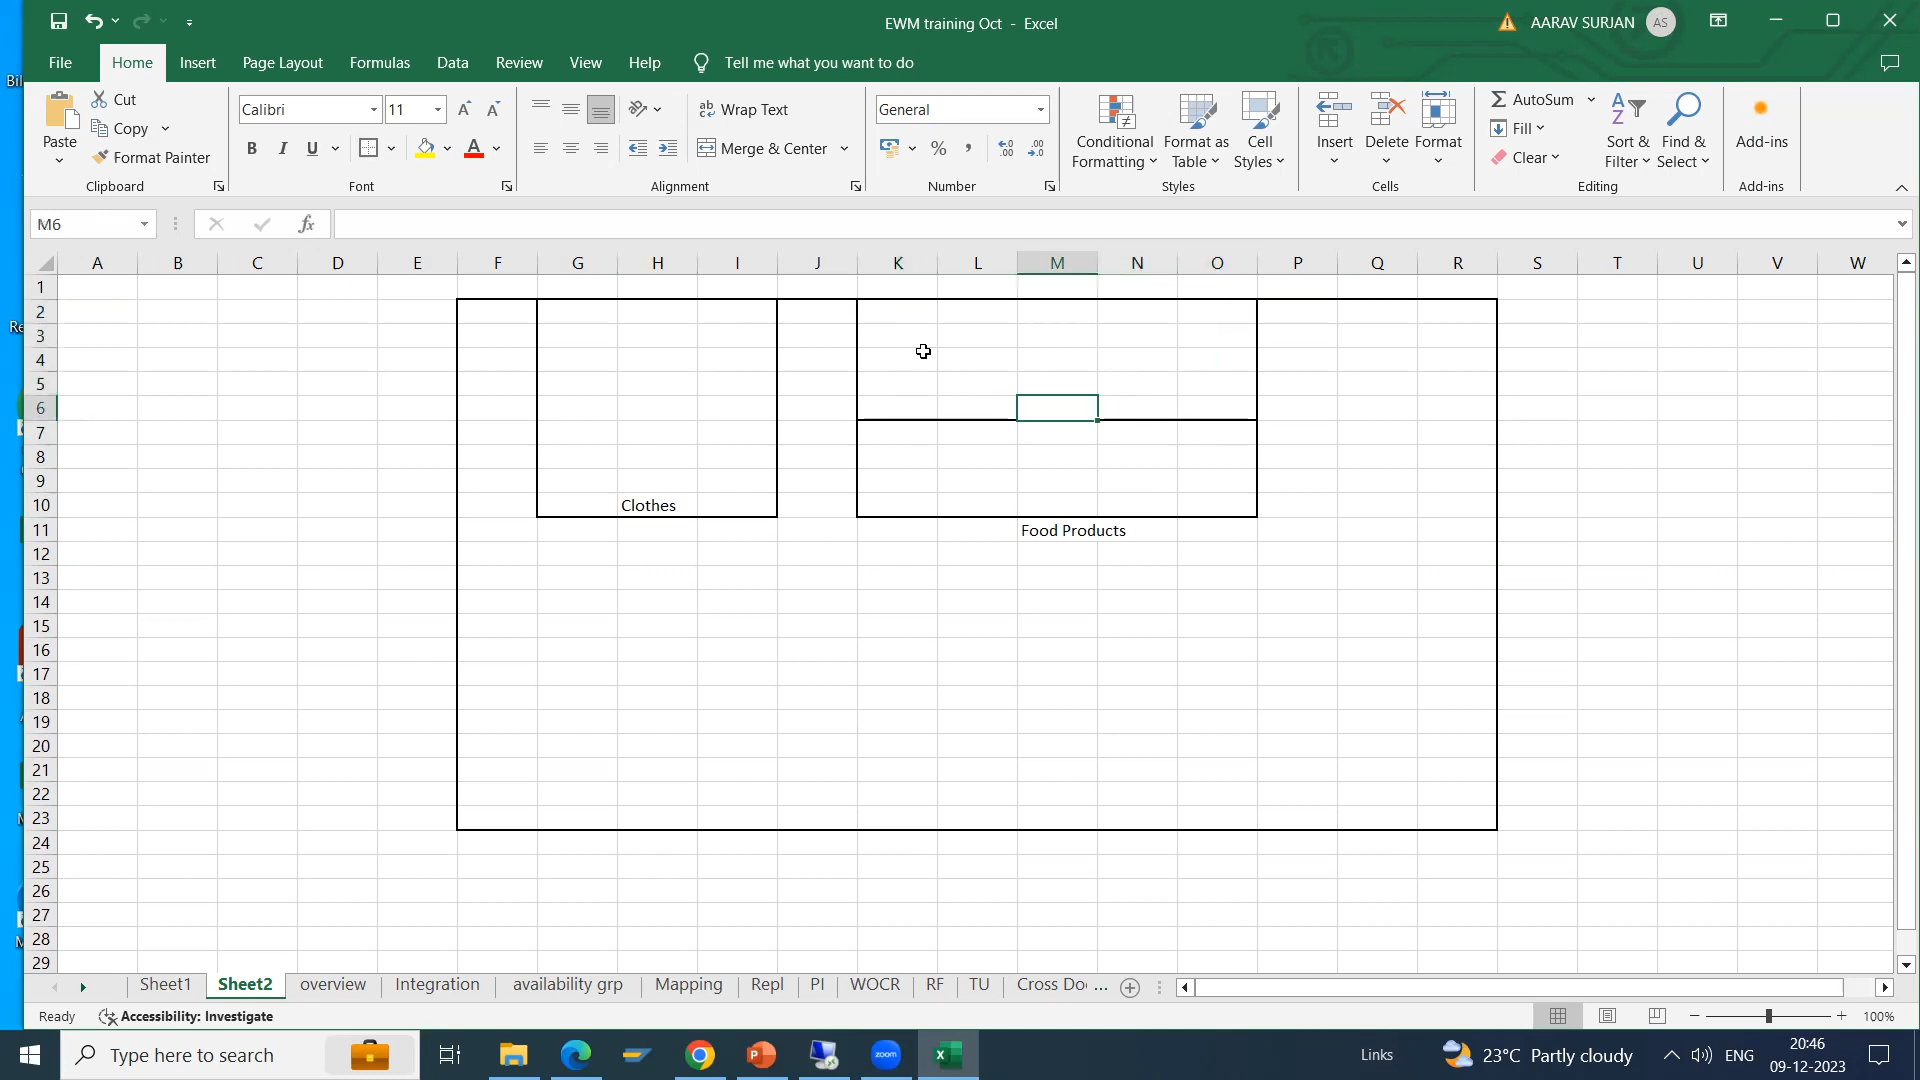 EWM training Oct - Excel
AARAV SURJAN AS
File Home Insert Page Layout Formulas Data Review View Help Tell me what you want to do
Paste
Cut
Copy
Format Painter
Clipboard
Calibri 11
B I U
Font
Wrap Text
Merge & Center
Alignment
General
% ,
Number
Conditional Formatting
Format as Table
Cell Styles
Styles
Insert Delete Format
Cells
AutoSum
Fill
Clear
Sort & Filter
Find & Select
Editing
Add-ins
Add-ins
M6 fx
A B C D E F G H I J K L M N O P Q R S T U V W
1
2
3
4
5
6
7
8
9
10 Clothes
11 Food Products
12
13
14
15
16
17
18
19
20
21
22
23
24
25
26
27
28
29
Sheet1 Sheet2 overview Integration availability grp Mapping Repl PI WOCR RF TU Cross Do ...
Ready Accessibility: Investigate 100%
Type here to search zoom Links 23°C Partly cloudy ENG 20:46
09-12-2023
Bil
Re